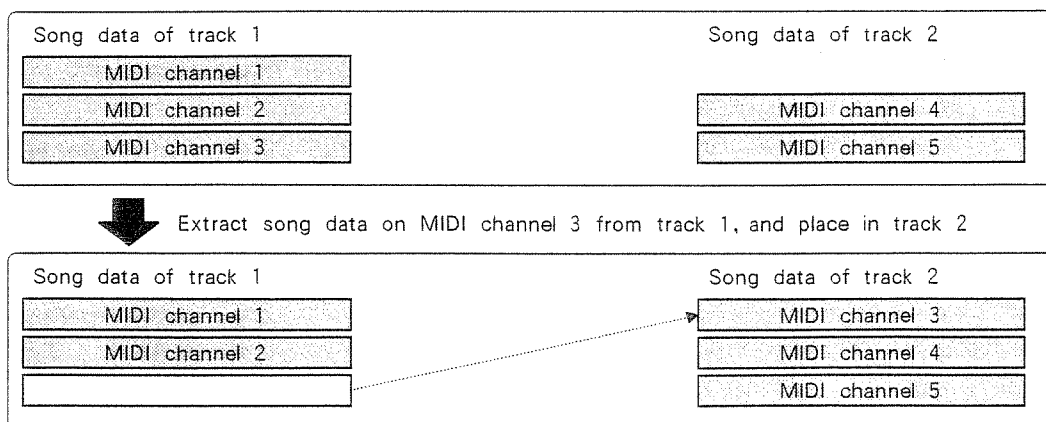 Song data of track 1
MIDI channel 1
MIDI channel 2
MIDI channel 3
Song data of track 2
MIDI channel 4
MIDI channel 5
Extract song data on MIDI channel 3 from track 1, and place in track 2
Song data of track 1
MIDI channel 1
MIDI channel 2
Song data of track 2
MIDI channel 3
MIDI channel 4
MIDI channel 5